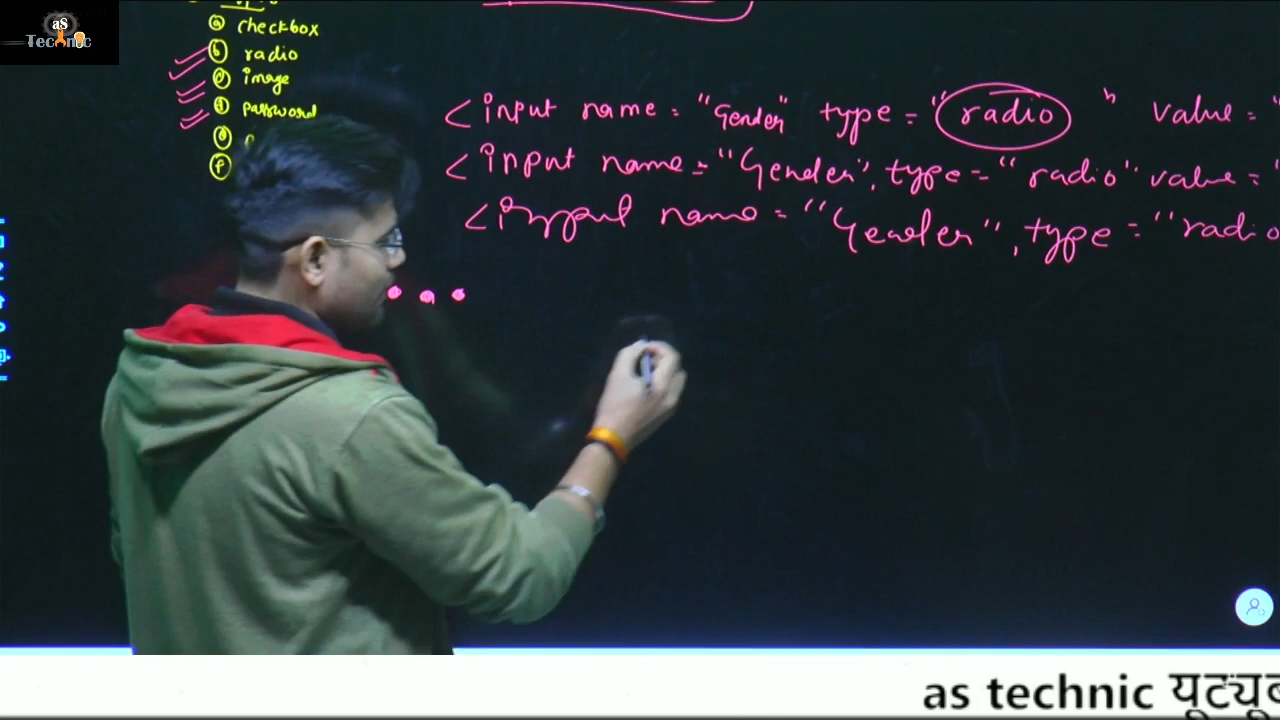 aS
Technic
ⓐ checkbox
ⓑ radio
ⓒ image
ⓓ password
ⓔ
ⓕ
<input name = "Gender" type = "radio" value = "
<input name = "Gender", type = "radio" value = "
<input name = "Gender", type = "radio
as technic यूट्यूब